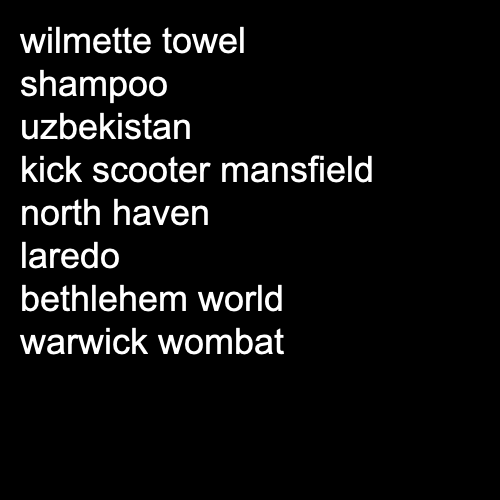 wilmette towel
shampoo
uzbekistan
kick scooter mansfield
north haven
laredo
bethlehem world
warwick wombat